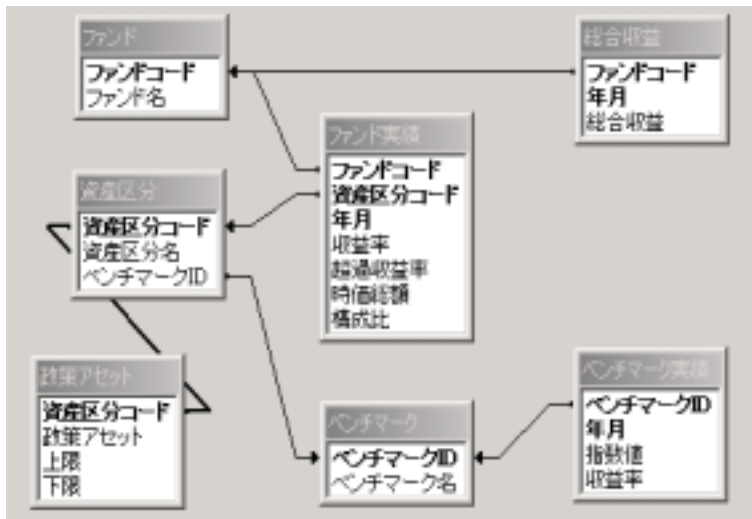 ファンド
ファンドコード
ファンド名
総合収益
ファンドコード
年月
総合収益
ファンド実績
ファンドコード
資産区分コード
年月
収益率
超過収益率
時価総額
構成比
資産区分
資産区分コード
資産区分名
ベンチマークID
政策アセット
資産区分コード
政策アセット
上限
下限
ベンチマーク
ベンチマークID
ベンチマーク名
ベンチマーク実績
ベンチマークID
年月
指数値
収益率